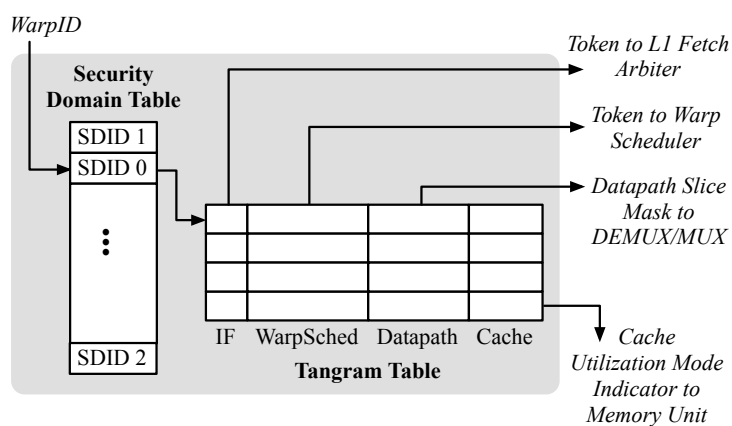 WarpID
Security
Domain Table
SDID 1
SDID 0
SDID 2
IF WarpSched Datapath Cache
Tangram Table
Token to L1 Fetch
Arbiter
Token to Warp
Scheduler
Datapath Slice
Mask to
DEMUX/MUX
Cache
Utilization Mode
Indicator to
Memory Unit